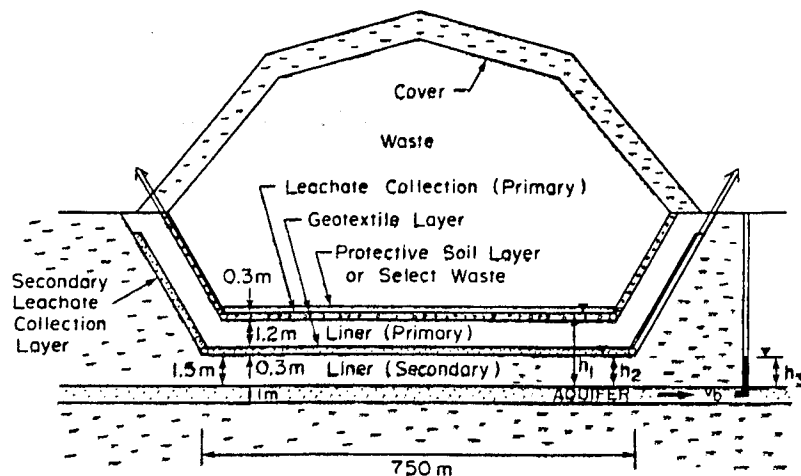 Cover
Waste
Leachate Collection (Primary)
Geotextile Layer
Protective Soil Layer
or Select Waste
Secondary
Leachate
Collection
Layer
0.3m
1.2m Liner (Primary)
1.5m 0.3m Liner (Secondary) h₁ h₂ h₃
1m AQUIFER vb
750 m